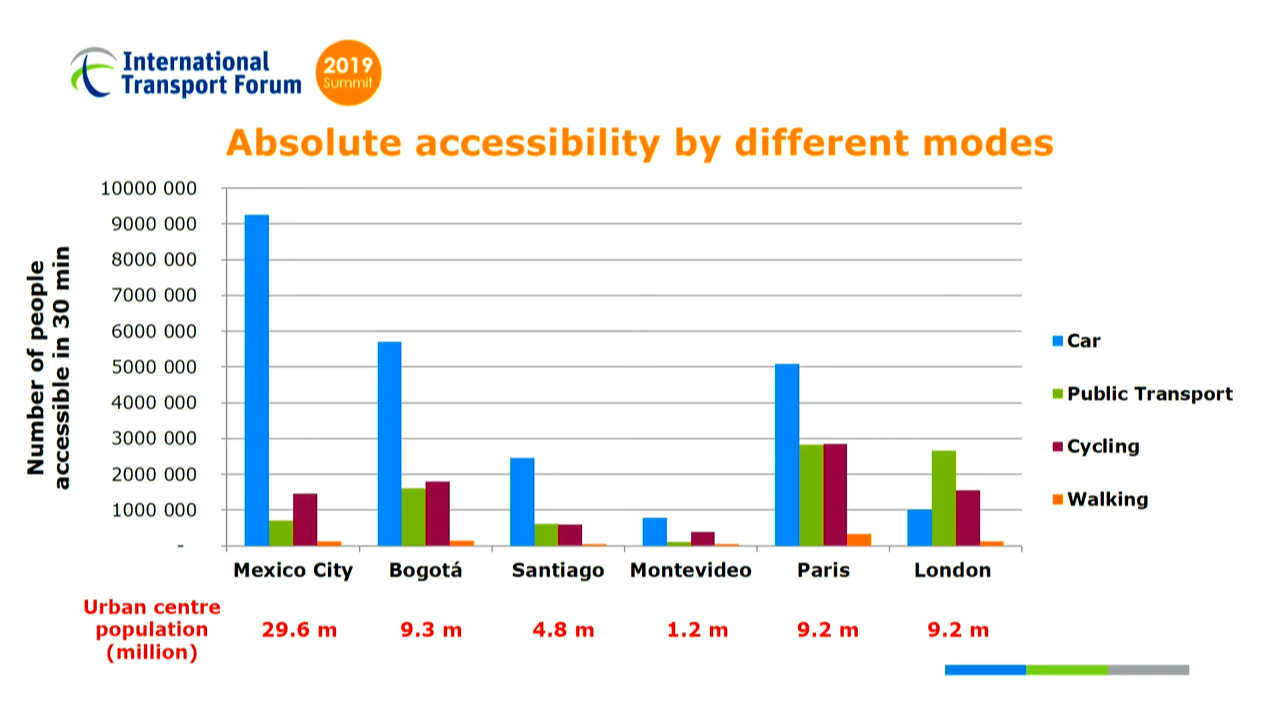 International
Transport Forum
2019
Summit
Absolute accessibility by different modes
Number of people
accessible in 30 min
10000 000
9000 000
8000 000
7000 000
6000 000
5000 000
4000 000
3000 000
2000 000
1000 000
-
Car
Public Transport
Cycling
Walking
Mexico City Bogotá Santiago Montevideo Paris London
Urban centre
population
(million)
29.6 m 9.3 m 4.8 m 1.2 m 9.2 m 9.2 m